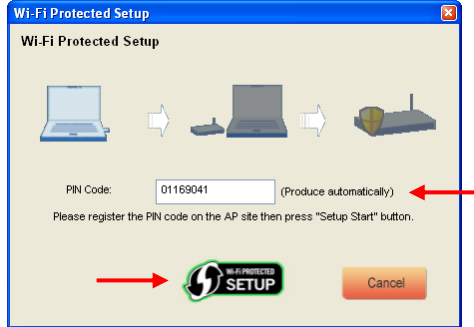 Wi-Fi Protected Setup
Wi-Fi Protected Setup
PIN Code: 01169041 (Produce automatically)
Please register the PIN code on the AP site then press "Setup Start" button.
WI-FI PROTECTED
SETUP
Cancel